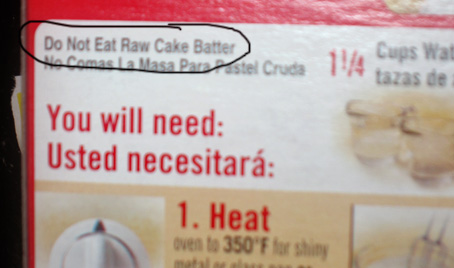 Do Not Eat Raw Cake Batter
No Comas La Masa Para Pastel Cruda
1 1/4 Cups Wat
tazas de a
You will need:
Usted necesitará:
1. Heat
oven to 350°F for shiny
metal or glass pan or